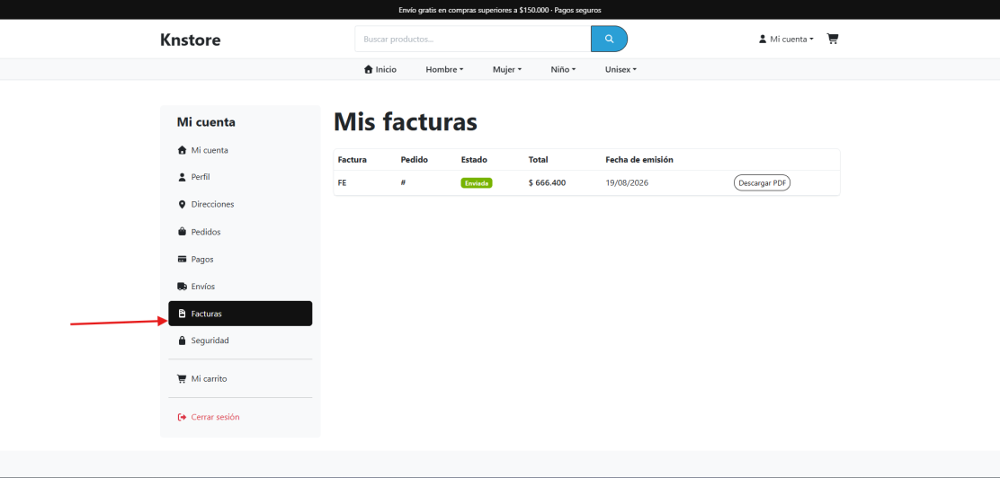 Envío gratis en compras superiores a $150.000 · Pagos seguros
Knstore
Buscar productos...
Mi cuenta
Inicio
Hombre
Mujer
Niño
Unisex
Mi cuenta
Mi cuenta
Perfil
Direcciones
Pedidos
Pagos
Envíos
Facturas
Seguridad
Mi carrito
Cerrar sesión
Mis facturas
Factura Pedido Estado Total Fecha de emisión
FE # Enviada $ 666.400 19/08/2026 Descargar PDF